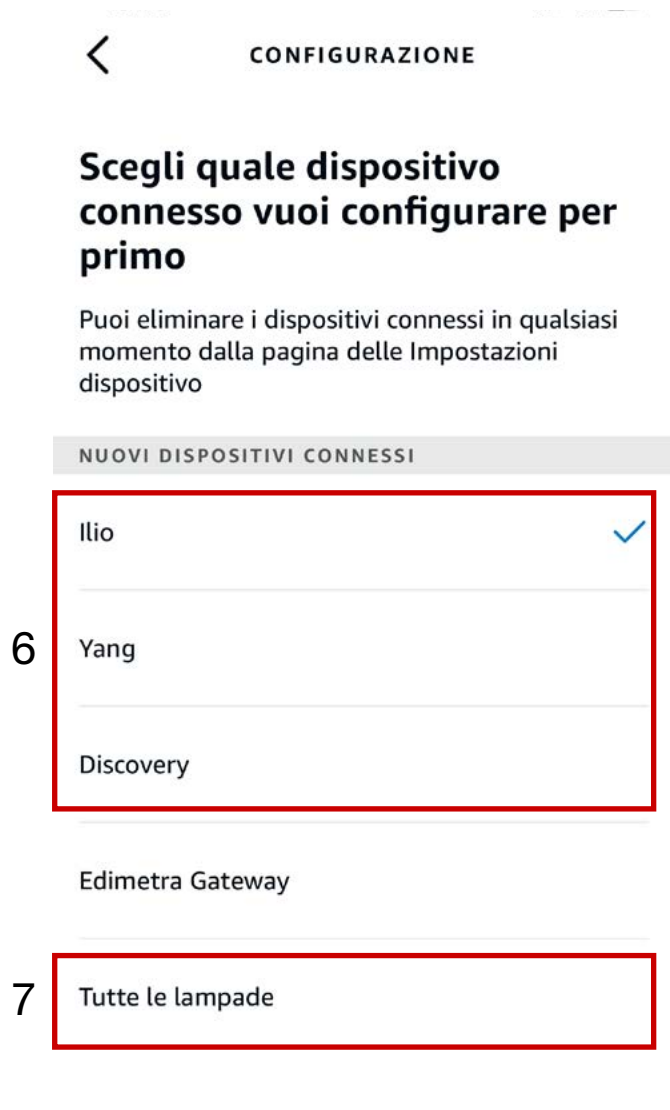 CONFIGURAZIONE
Scegli quale dispositivo
connesso vuoi configurare per
primo
Puoi eliminare i dispositivi connessi in qualsiasi
momento dalla pagina delle Impostazioni
dispositivo
NUOVI DISPOSITIVI CONNESSI
Ilio
6 Yang
Discovery
Edimetra Gateway
7 Tutte le lampade